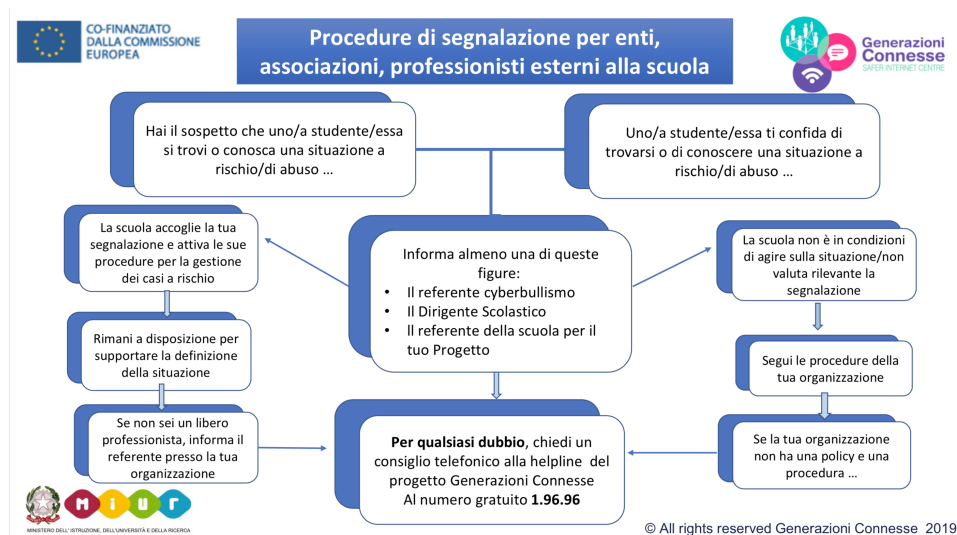 CO-FINANZIATO
DALLA COMMISSIONE
EUROPEA
Procedure di segnalazione per enti,
associazioni, professionisti esterni alla scuola
Generazioni
Connesse
SAFER INTERNET CENTRE
Hai il sospetto che uno/a studente/essa
si trovi o conosca una situazione a
rischio/di abuso …
Uno/a studente/essa ti confida di
trovarsi o di conoscere una situazione a
rischio/di abuso …
La scuola accoglie la tua
segnalazione e attiva le sue
procedure per la gestione
dei casi a rischio
Informa almeno una di queste
figure:
• Il referente cyberbullismo
• Il Dirigente Scolastico
• Il referente della scuola per il
tuo Progetto
La scuola non è in condizioni
di agire sulla situazione/non
valuta rilevante la
segnalazione
Rimani a disposizione per
supportare la definizione
della situazione
Segui le procedure della
tua organizzazione
Se non sei un libero
professionista, informa il
referente presso la tua
organizzazione
Per qualsiasi dubbio, chiedi un
consiglio telefonico alla helpline del
progetto Generazioni Connesse
Al numero gratuito 1.96.96
Se la tua organizzazione
non ha una policy e una
procedura …
miur
MINISTERO DELL'ISTRUZIONE, DELL'UNIVERSITÀ E DELLA RICERCA
© All rights reserved Generazioni Connesse 2019